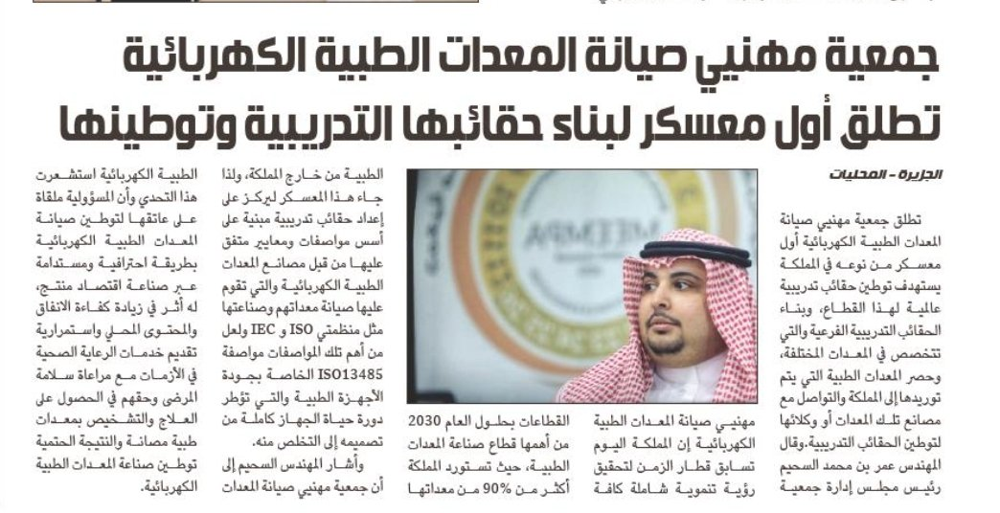 جمعية مهنيي صيانة المعدات الطبية الكهربائية
تطلق أول معسكر لبناء حقائبها التدريبية وتوطينها
الجزيرة - المحليات
تطلق جمعية مهنيي صيانة
المعدات الطبية الكهربائية أول
معسكر من نوعه في المملكة
يستهدف توطين حقائب تدريبية
عالمية لهذا القطاع، وبناء
الحقائب التدريبية الفرعية والتي
تتخصص في المعدات المختلفة،
وحصر المعدات الطبية التي يتم
توريدها إلى المملكة والتواصل مع
مصانع تلك المعدات أو وكلائها
لتوطين الحقائب التدريبية.وقال
المهندس عمر بن محمد السحيم
رئيس مجلس إدارة جمعية
مهنيي صيانة المعدات الطبية
الكهربائية إن المملكة اليوم
تسابق قطار الزمن لتحقيق
رؤية تنموية شاملة كافة
القطاعات بحلول العام 2030
من أهمها قطاع صناعة المعدات
الطبية، حيث تستورد المملكة
أكثر من %90 من معداتها
الطبية من خارج المملكة، ولذا
جاء هذا المعسكر ليركز على
إعداد حقائب تدريبية مبنية على
أسس مواصفات ومعايير متفق
عليها من قبل مصانع المعدات
الطبية الكهربائية والتي تقوم
عليها صيانة معداتهم وصناعتها
مثل منظمتي ISO و IEC ولعل
من أهم تلك المواصفات مواصفة
ISO13485 الخاصة بجودة
الأجهزة الطبية والتي تؤطر
دورة حياة الجهاز كاملة من
تصميمه إلى التخلص منه.
وأشار المهندس السحيم إلى
أن جمعية مهنيي صيانة المعدات
الطبية الكهربائية استشعرت
هذا التحدي وأن المسؤولية ملقاة
على عاتقها لتوطين صيانة
المعدات الطبية الكهربائية
بطريقة احترافية ومستدامة
عبر صناعة اقتصاد منتج،
له أثر في زيادة كفاءة الانفاق
والمحتوى المحلي واستمرارية
تقديم خدمات الرعاية الصحية
في الأزمات مع مراعاة سلامة
المرضى وحقهم في الحصول على
العلاج والتشخيص بمعدات
طبية مصانة والنتيجة الحتمية
توطين صناعة المعدات الطبية
الكهربائية.